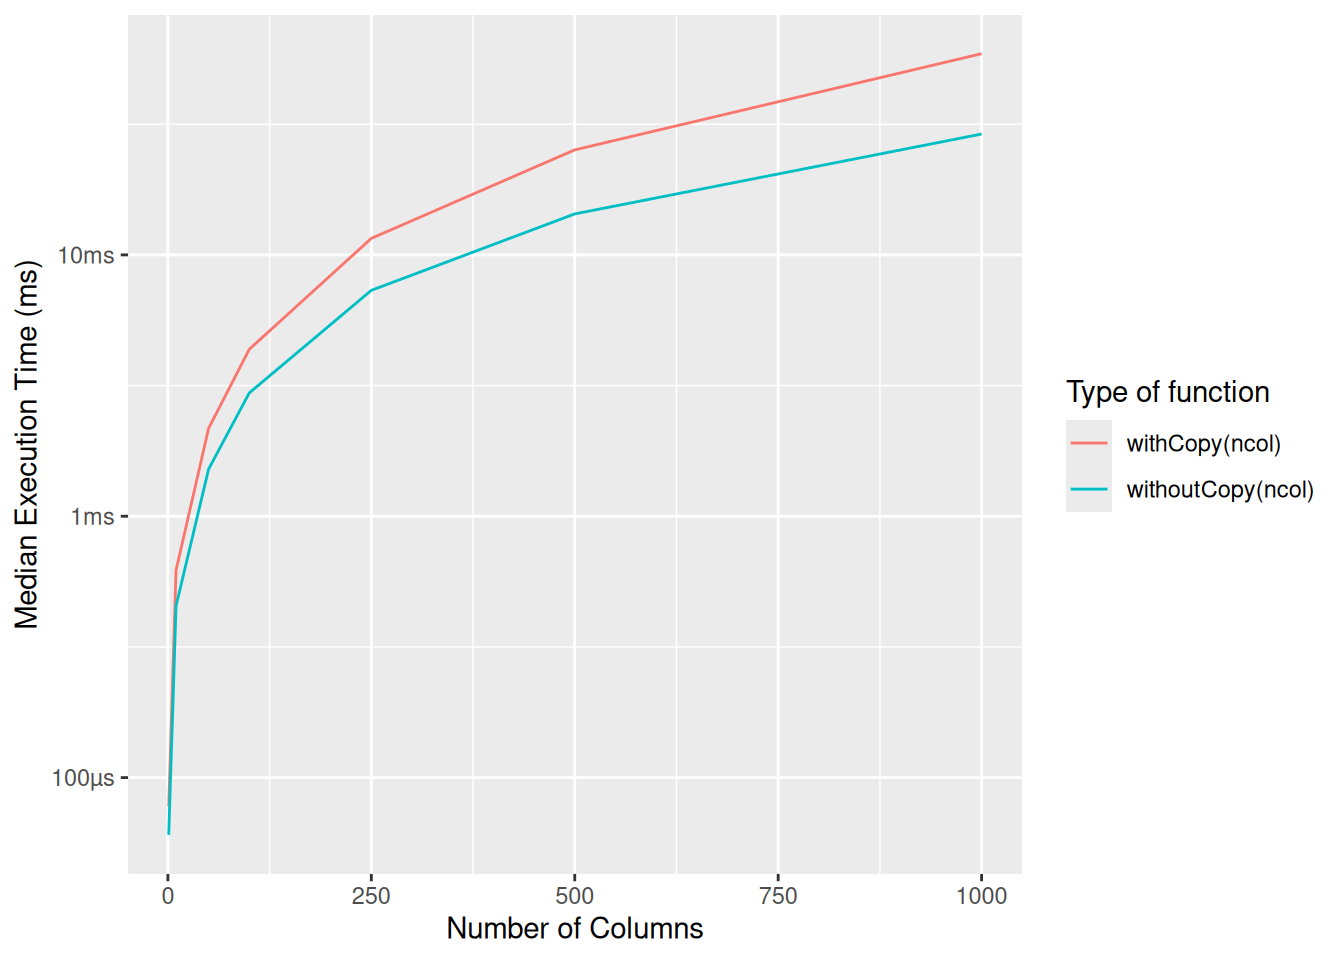 Median Execution Time (ms)
10ms
1ms
100µs
0
250
500
750
1000
Number of Columns
Type of function
withCopy(ncol)
withoutCopy(ncol)